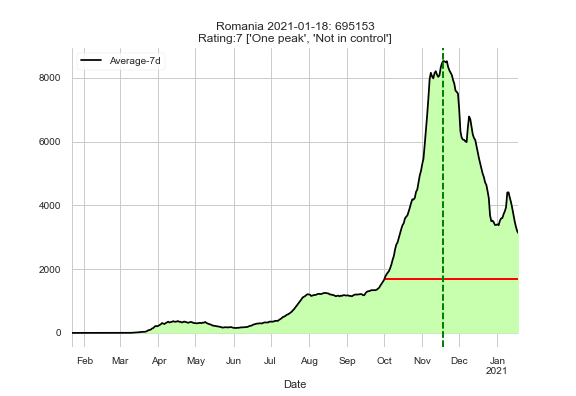 Romania 2021-01-18: 695153
Rating:7 ['One peak', 'Not in control']
Average-7d
8000
6000
4000
2000
0
Feb Mar Apr May Jun Jul Aug Sep Oct Nov Dec Jan
2021
Date